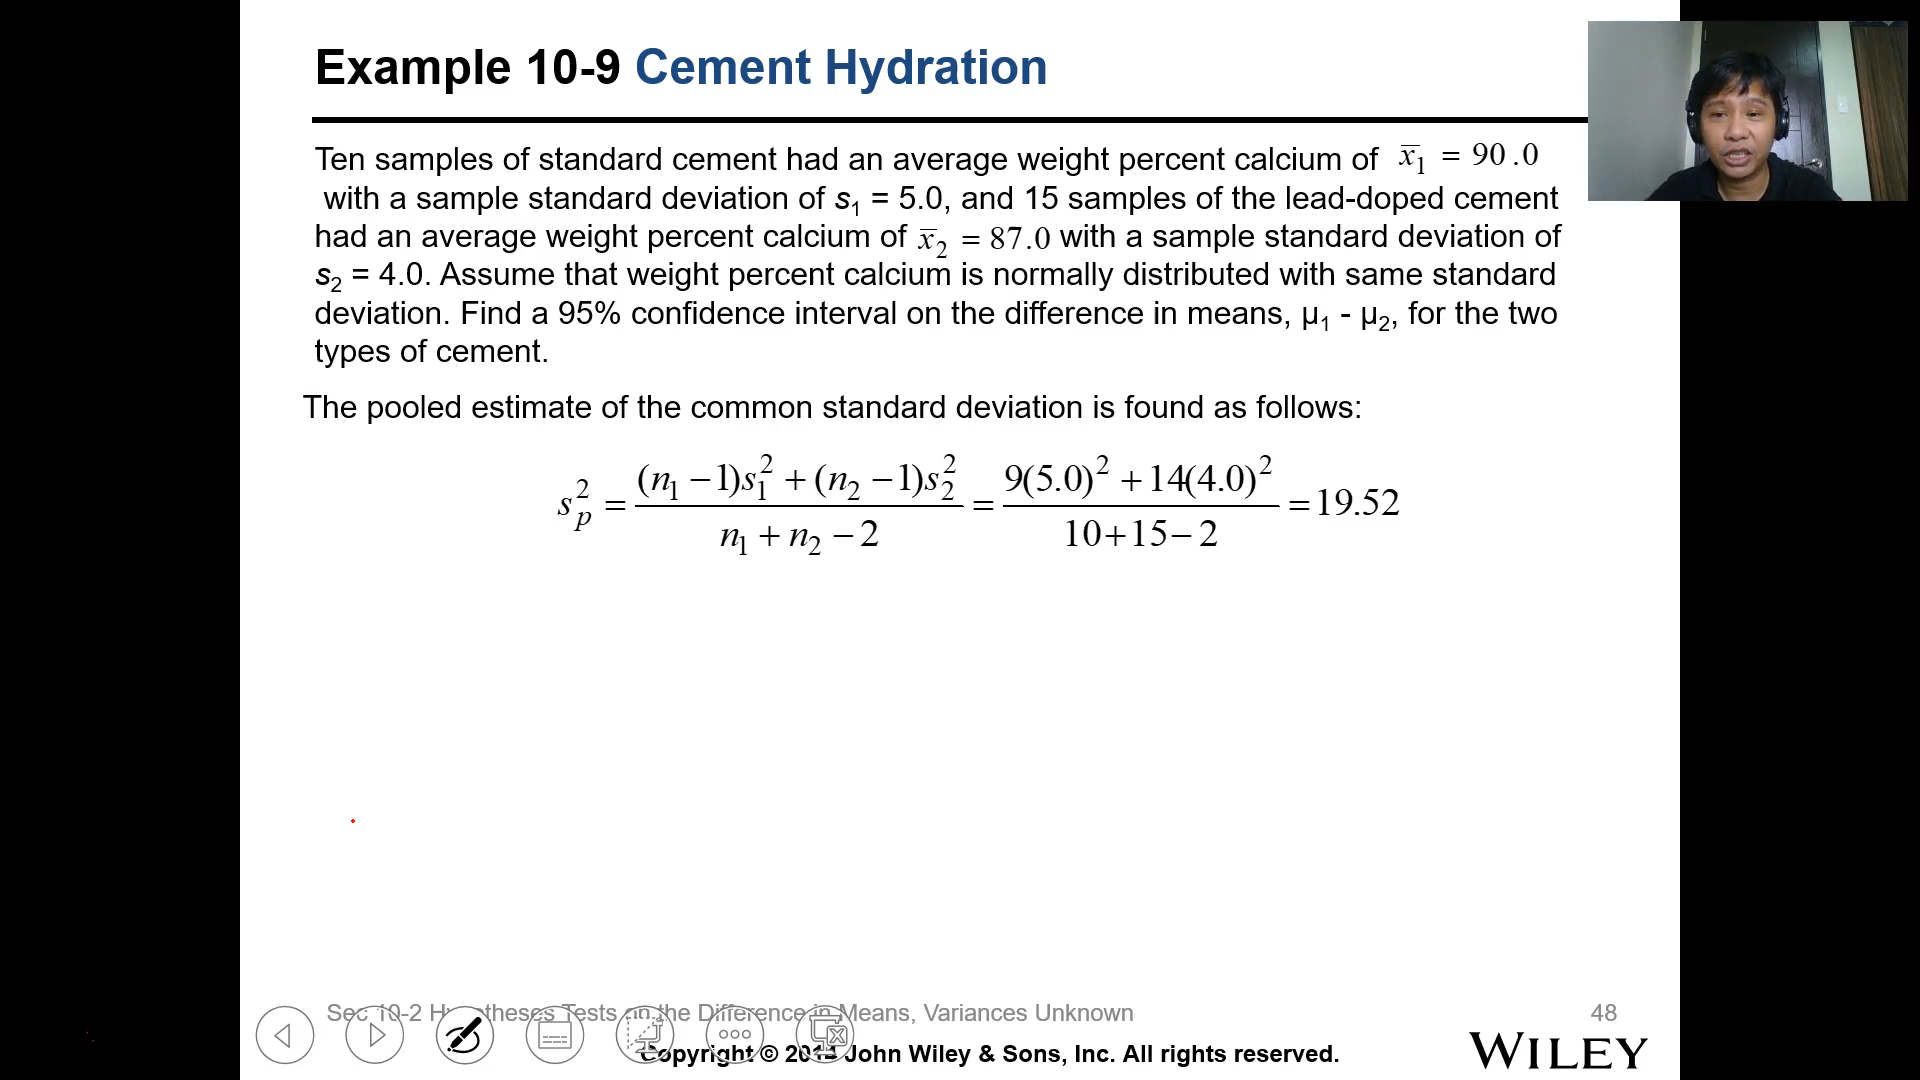 Example 10-9 Cement Hydration
Ten samples of standard cement had an average weight percent calcium of x̄₁ = 90.0
with a sample standard deviation of s₁ = 5.0, and 15 samples of the lead-doped cement
had an average weight percent calcium of x̄₂ = 87.0 with a sample standard deviation of
s₂ = 4.0. Assume that weight percent calcium is normally distributed with same standard
deviation. Find a 95% confidence interval on the difference in means, μ₁ - μ₂, for the two
types of cement.
The pooled estimate of the common standard deviation is found as follows:
s_p² = ((n₁ − 1)s₁² + (n₂ − 1)s₂²) / (n₁ + n₂ − 2) = (9(5.0)² + 14(4.0)²) / (10 + 15 − 2) = 19.52
Sec 10-2 Hypotheses Tests on the Difference in Means, Variances Unknown
48
Copyright © 2014 John Wiley & Sons, Inc. All rights reserved.
WILEY